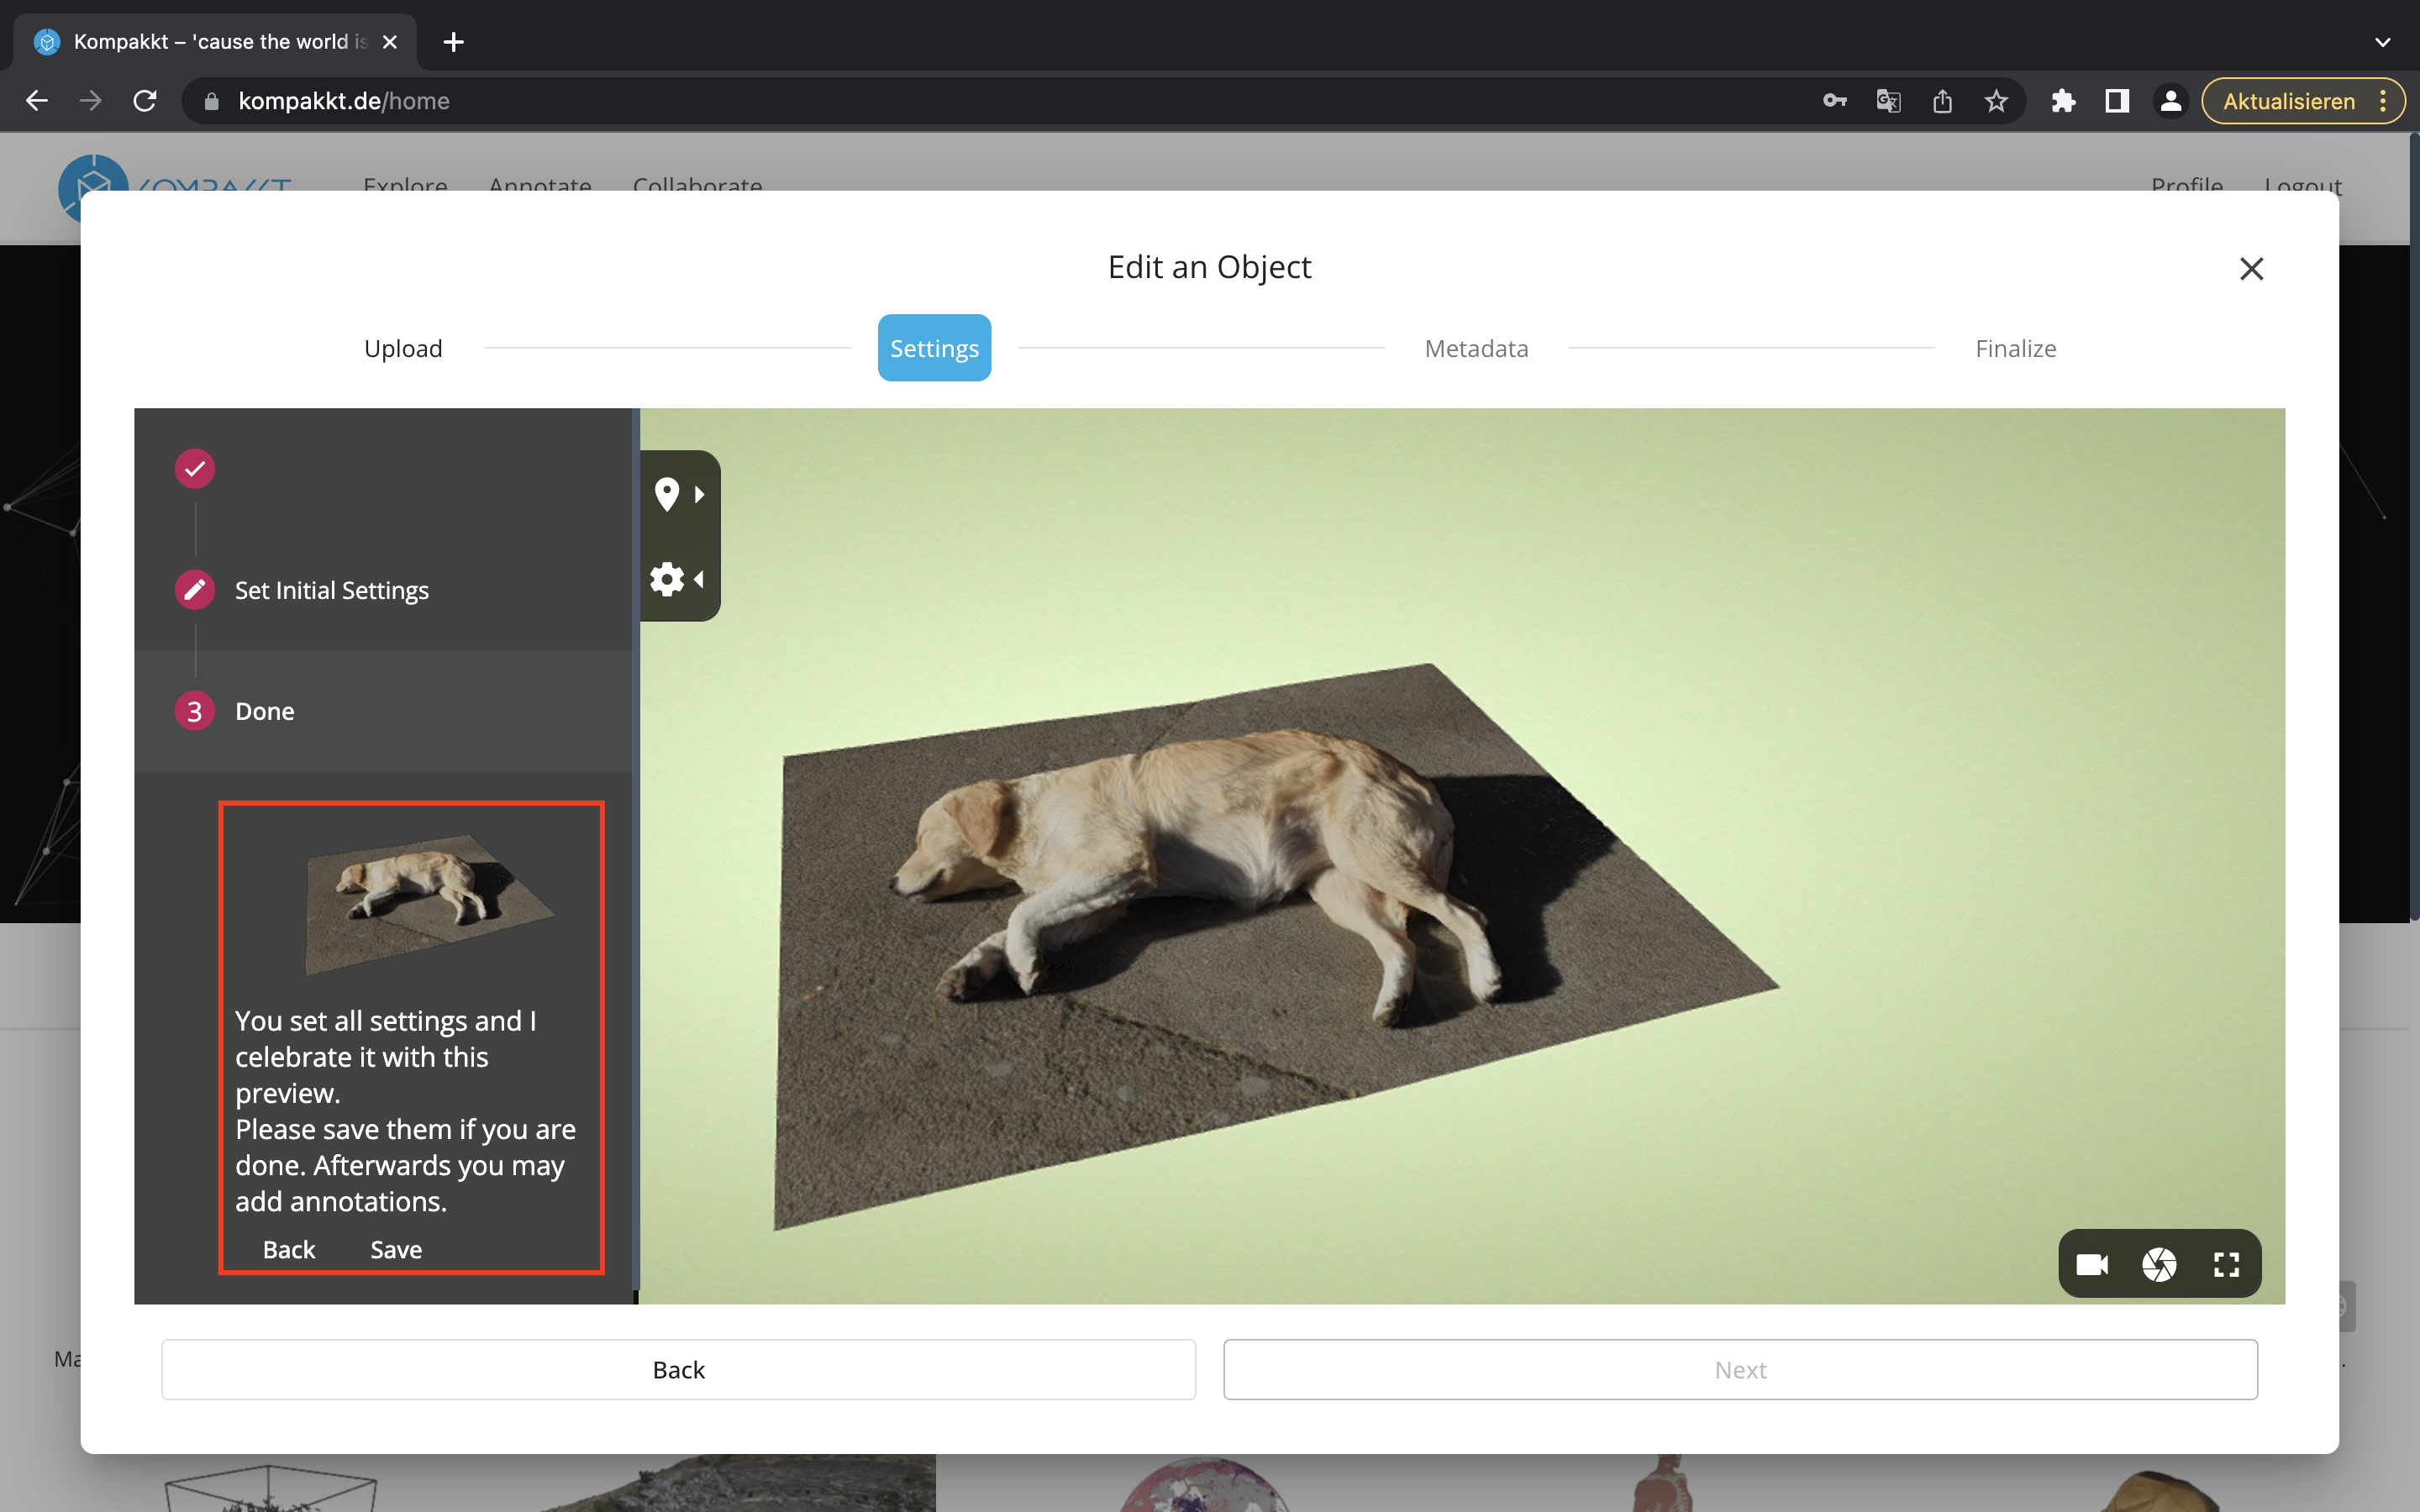 Kompakkt – 'cause the world is
kompakkt.de/home
Aktualisieren
KOMPAKKT Explore Annotate Collaborate Profile Logout
Edit an Object
Upload Settings Metadata Finalize
Set Initial Settings
3 Done
You set all settings and I
celebrate it with this
preview.
Please save them if you are
done. Afterwards you may
add annotations.
Back Save
Back Next